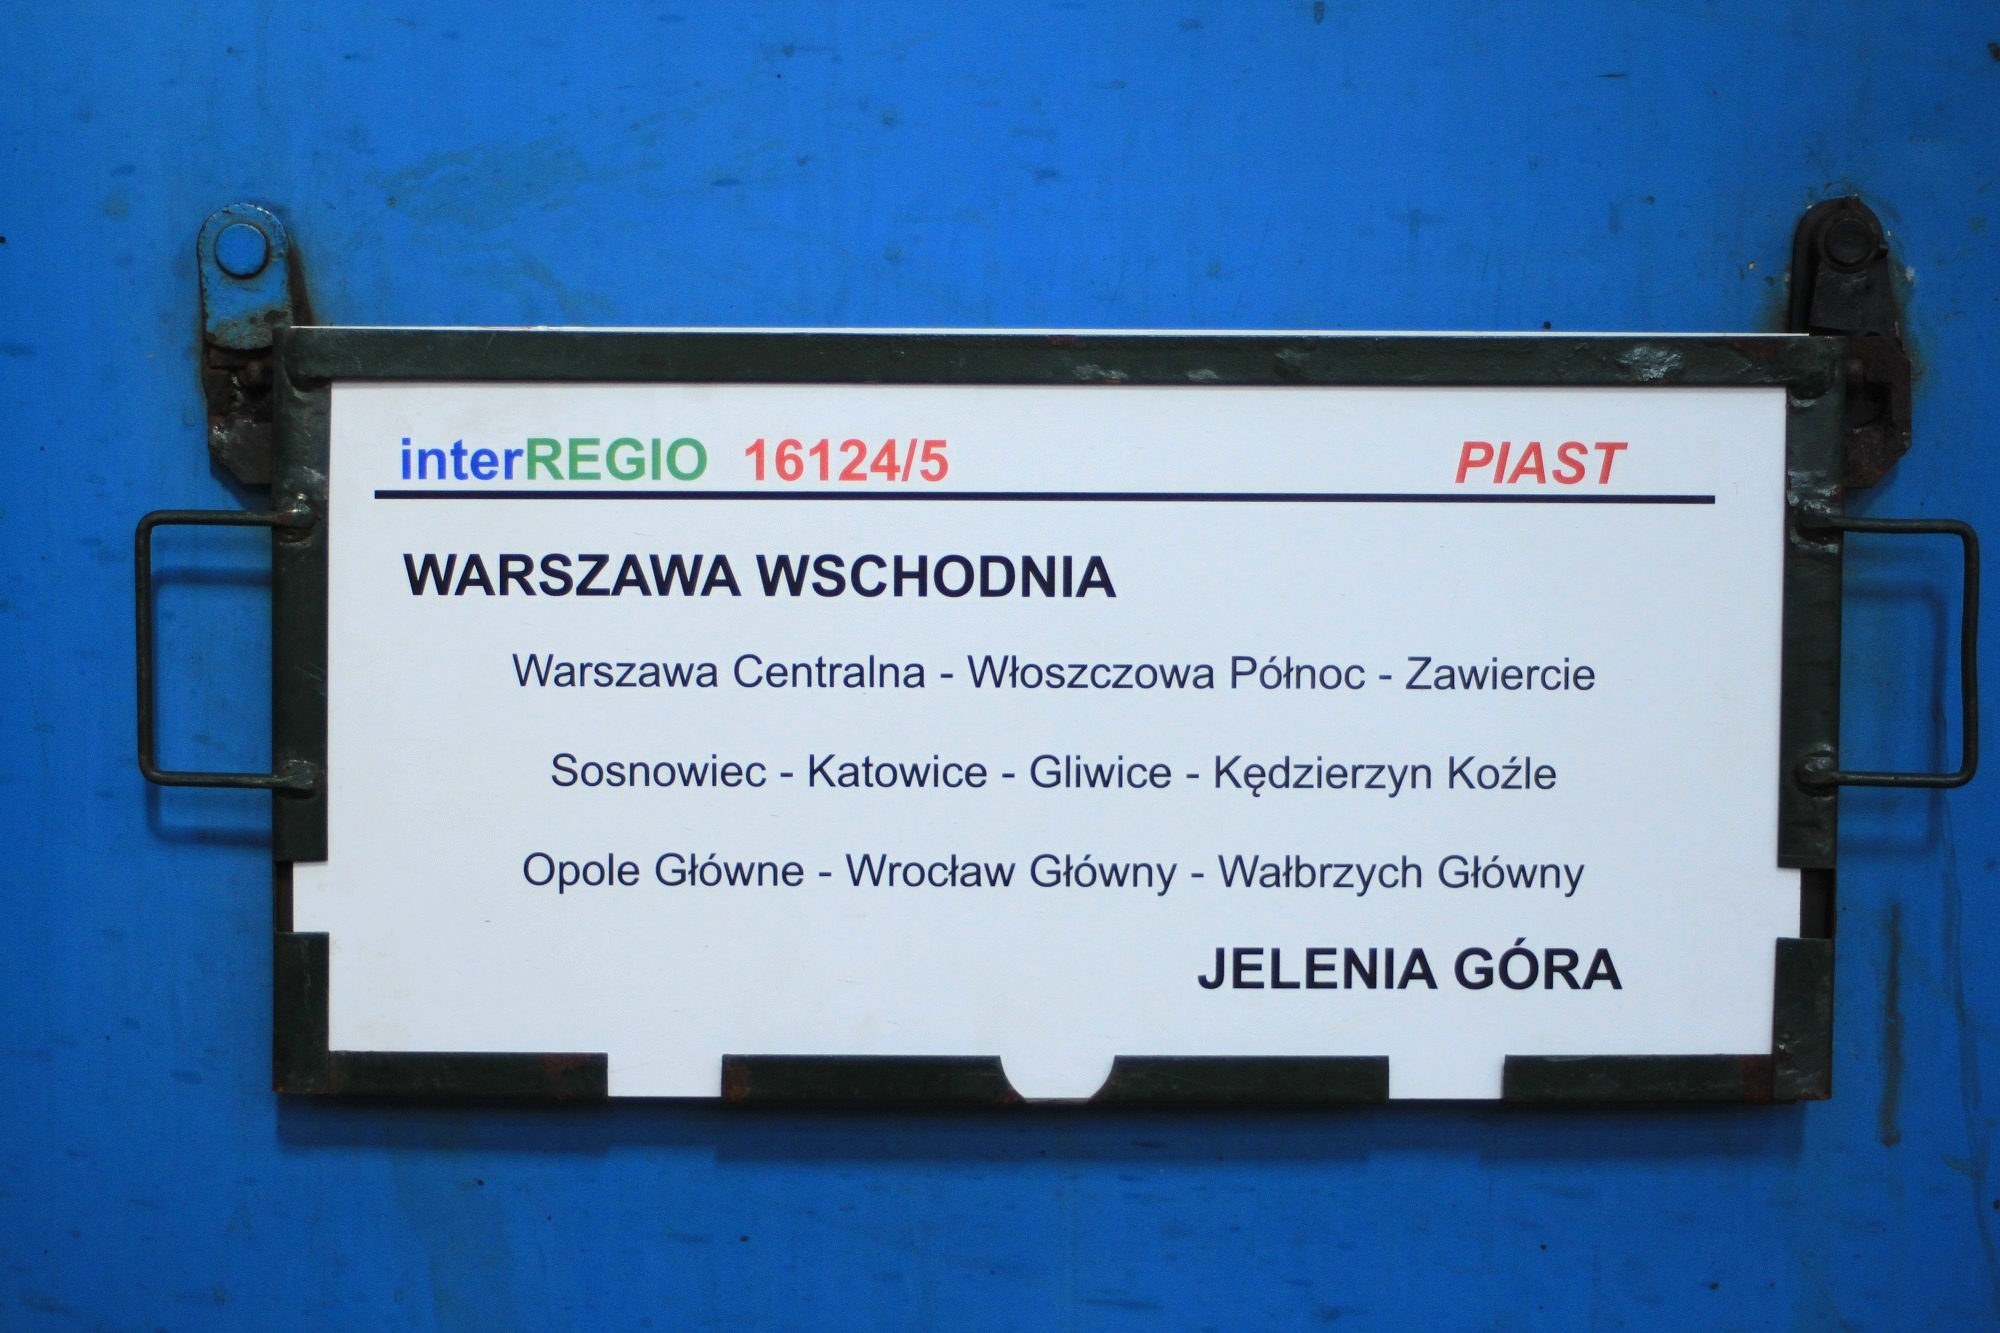 interREGIO 16124/5 PIAST
WARSZAWA WSCHODNIA
Warszawa Centralna - Włoszczowa Północ - Zawiercie
Sosnowiec - Katowice - Gliwice - Kędzierzyn Koźle
Opole Główne - Wrocław Główny - Wałbrzych Główny
JELENIA GÓRA